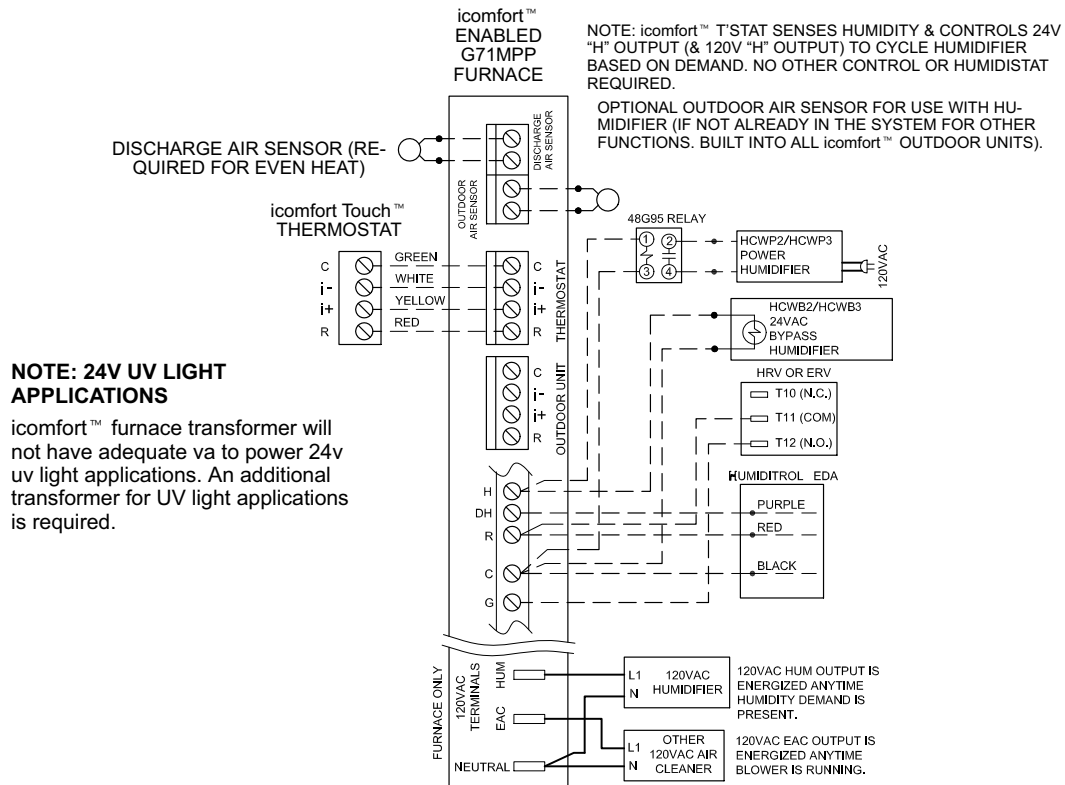 icomfort™
ENABLED
G71MPP
FURNACE
NOTE: icomfort™ T'STAT SENSES HUMIDITY & CONTROLS 24V
“H” OUTPUT (& 120V “H” OUTPUT) TO CYCLE HUMIDIFIER
BASED ON DEMAND. NO OTHER CONTROL OR HUMIDISTAT
REQUIRED.
OPTIONAL OUTDOOR AIR SENSOR FOR USE WITH HU-
MIDIFIER (IF NOT ALREADY IN THE SYSTEM FOR OTHER
FUNCTIONS. BUILT INTO ALL icomfort™ OUTDOOR UNITS).
DISCHARGE AIR SENSOR (RE-
QUIRED FOR EVEN HEAT)
DISCHARGE
AIR SENSOR
OUTDOOR
AIR SENSOR
icomfort Touch™
THERMOSTAT
C
i-
i+
R
GREEN
WHITE
YELLOW
RED
C
i-
i+
R
THERMOSTAT
C
i-
i+
R
OUTDOOR UNIT
48G95 RELAY
1 2
3 4
HCWP2/HCWP3
POWER
HUMIDIFIER
120VAC
HCWB2/HCWB3
24VAC
BYPASS
HUMIDIFIER
HRV OR ERV
T10 (N.C.)
T11 (COM)
T12 (N.O.)
NOTE: 24V UV LIGHT
APPLICATIONS
icomfort™ furnace transformer will
not have adequate va to power 24v
uv light applications. An additional
transformer for UV light applications
is required.
H
DH
R
C
G
HUMIDITROL EDA
PURPLE
RED
BLACK
FURNACE ONLY
120VAC
TERMINALS
HUM
EAC
NEUTRAL
L1
N
120VAC
HUMIDIFIER
120VAC HUM OUTPUT IS
ENERGIZED ANYTIME
HUMIDITY DEMAND IS
PRESENT.
L1
N
OTHER
120VAC AIR
CLEANER
120VAC EAC OUTPUT IS
ENERGIZED ANYTIME
BLOWER IS RUNNING.